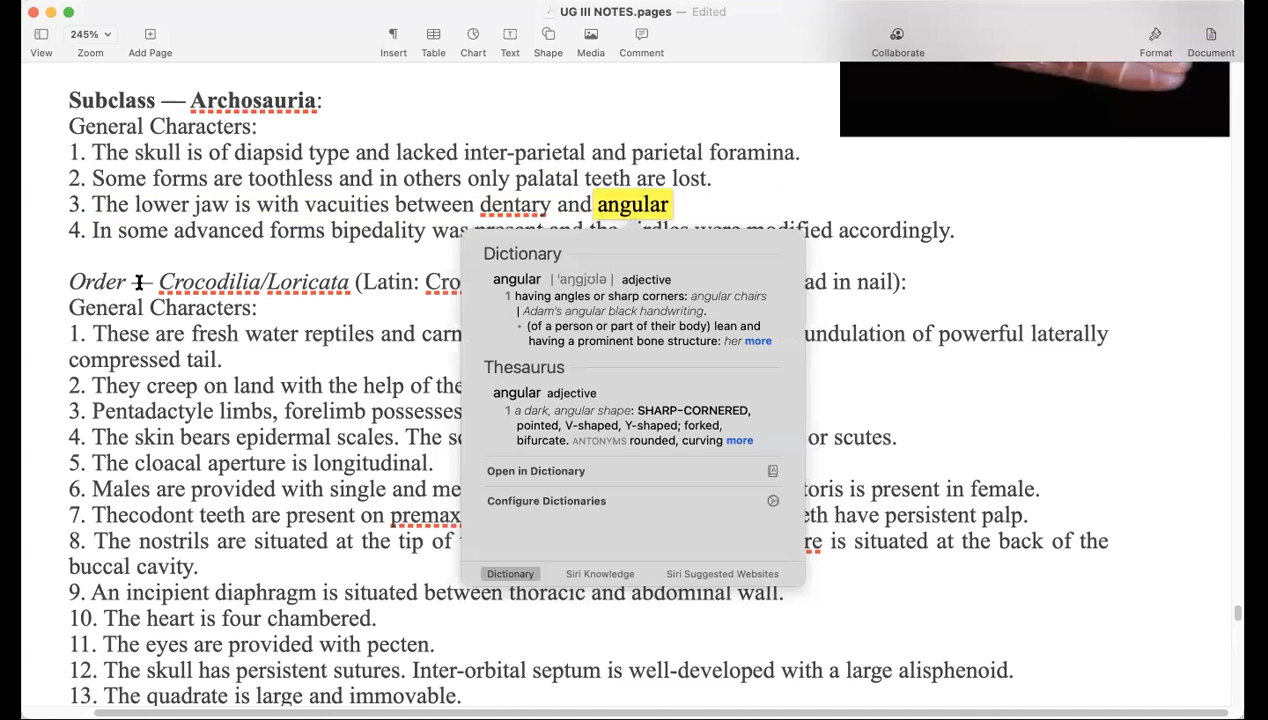 UG III NOTES.pages — Edited
245%
View Zoom Add Page Insert Table Chart Text Shape Media Comment Collaborate Format Document
Subclass — Archosauria:
General Characters:
1. The skull is of diapsid type and lacked inter-parietal and parietal foramina.
2. Some forms are toothless and in others only palatal teeth are lost.
3. The lower jaw is with vacuities between dentary and angular
4. In some advanced forms bipedality was present and the girdles were modified accordingly.
Order — Crocodilia/Loricata (Latin: Cro ad in nail):
General Characters:
1. These are fresh water reptiles and carn undulation of powerful laterally
compressed tail.
2. They creep on land with the help of the
3. Pentadactyle limbs, forelimb possesses
4. The skin bears epidermal scales. The sc or scutes.
5. The cloacal aperture is longitudinal.
6. Males are provided with single and me toris is present in female.
7. Thecodont teeth are present on premax eth have persistent palp.
8. The nostrils are situated at the tip of re is situated at the back of the
buccal cavity.
9. An incipient diaphragm is situated between thoracic and abdominal wall.
10. The heart is four chambered.
11. The eyes are provided with pecten.
12. The skull has persistent sutures. Inter-orbital septum is well-developed with a large alisphenoid.
13. The quadrate is large and immovable.
Dictionary
angular | ˈaŋɡjʊlə | adjective
1 having angles or sharp corners: angular chairs
| Adam's angular black handwriting.
• (of a person or part of their body) lean and
having a prominent bone structure: her more
Thesaurus
angular adjective
1 a dark, angular shape: SHARP-CORNERED,
pointed, V-shaped, Y-shaped; forked,
bifurcate. ANTONYMS rounded, curving more
Open in Dictionary
Configure Dictionaries
Dictionary Siri Knowledge Siri Suggested Websites